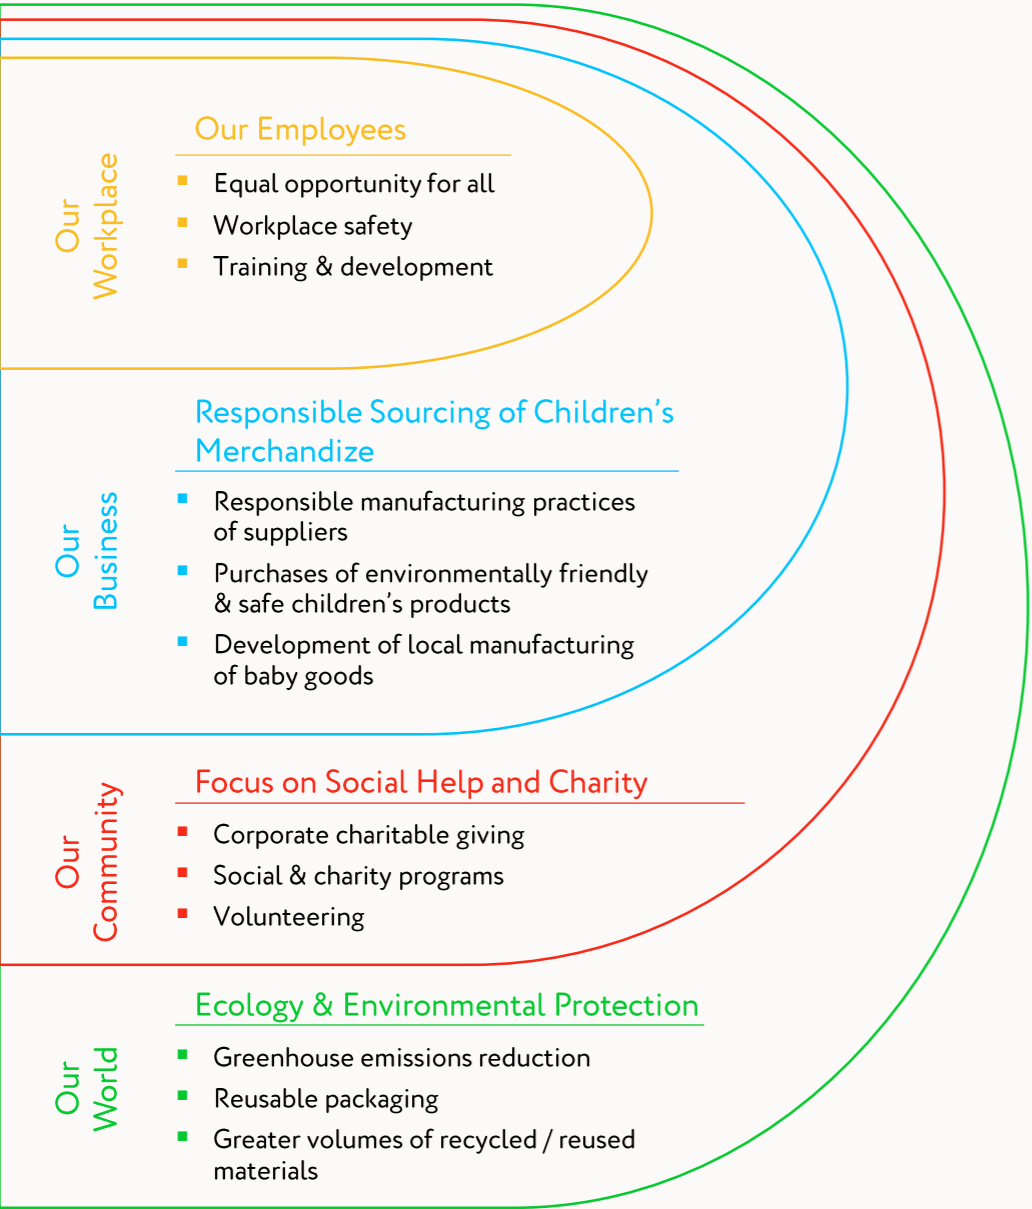 Our
Workplace
Our Employees
Equal opportunity for all
Workplace safety
Training & development
Our
Business
Responsible Sourcing of Children’s
Merchandize
Responsible manufacturing practices
of suppliers
Purchases of environmentally friendly
& safe children’s products
Development of local manufacturing
of baby goods
Our
Community
Focus on Social Help and Charity
Corporate charitable giving
Social & charity programs
Volunteering
Our
World
Ecology & Environmental Protection
Greenhouse emissions reduction
Reusable packaging
Greater volumes of recycled / reused
materials